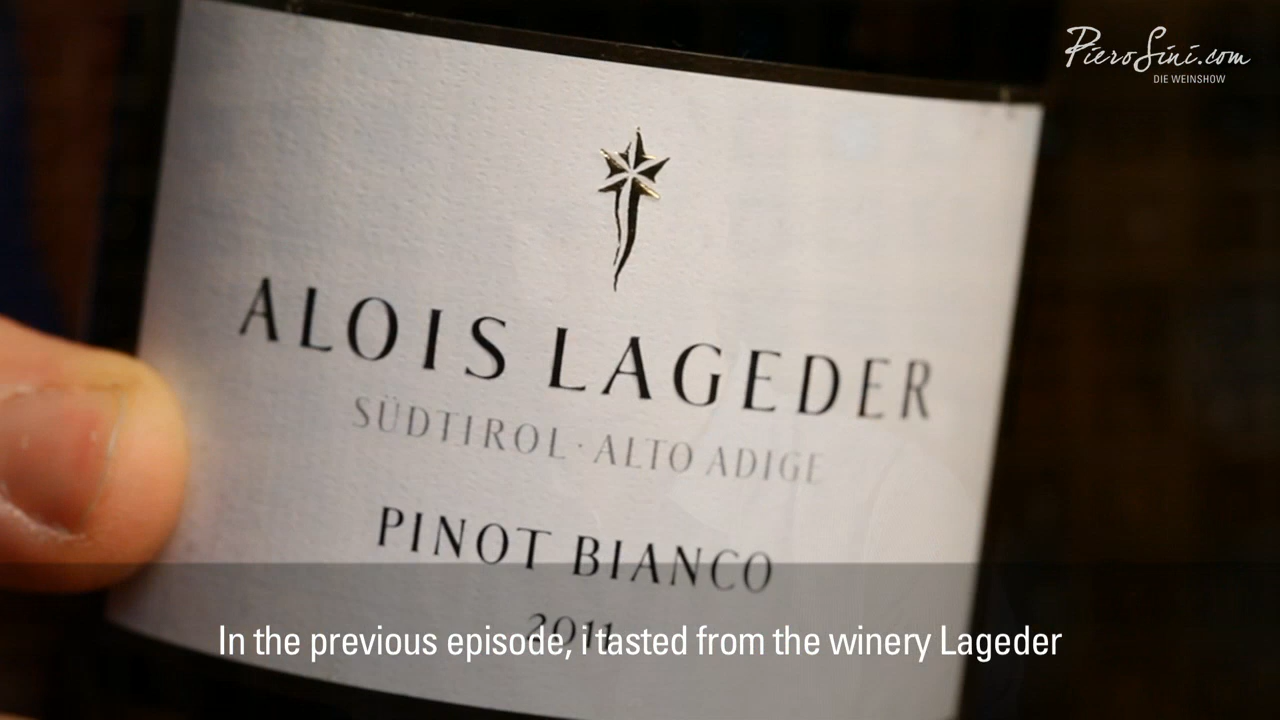 PieroSini.com
DIE WEINSHOW
ALOIS LAGEDER
SÜDTIROL · ALTO ADIGE
PINOT BIANCO
2011
In the previous episode, i tasted from the winery Lageder